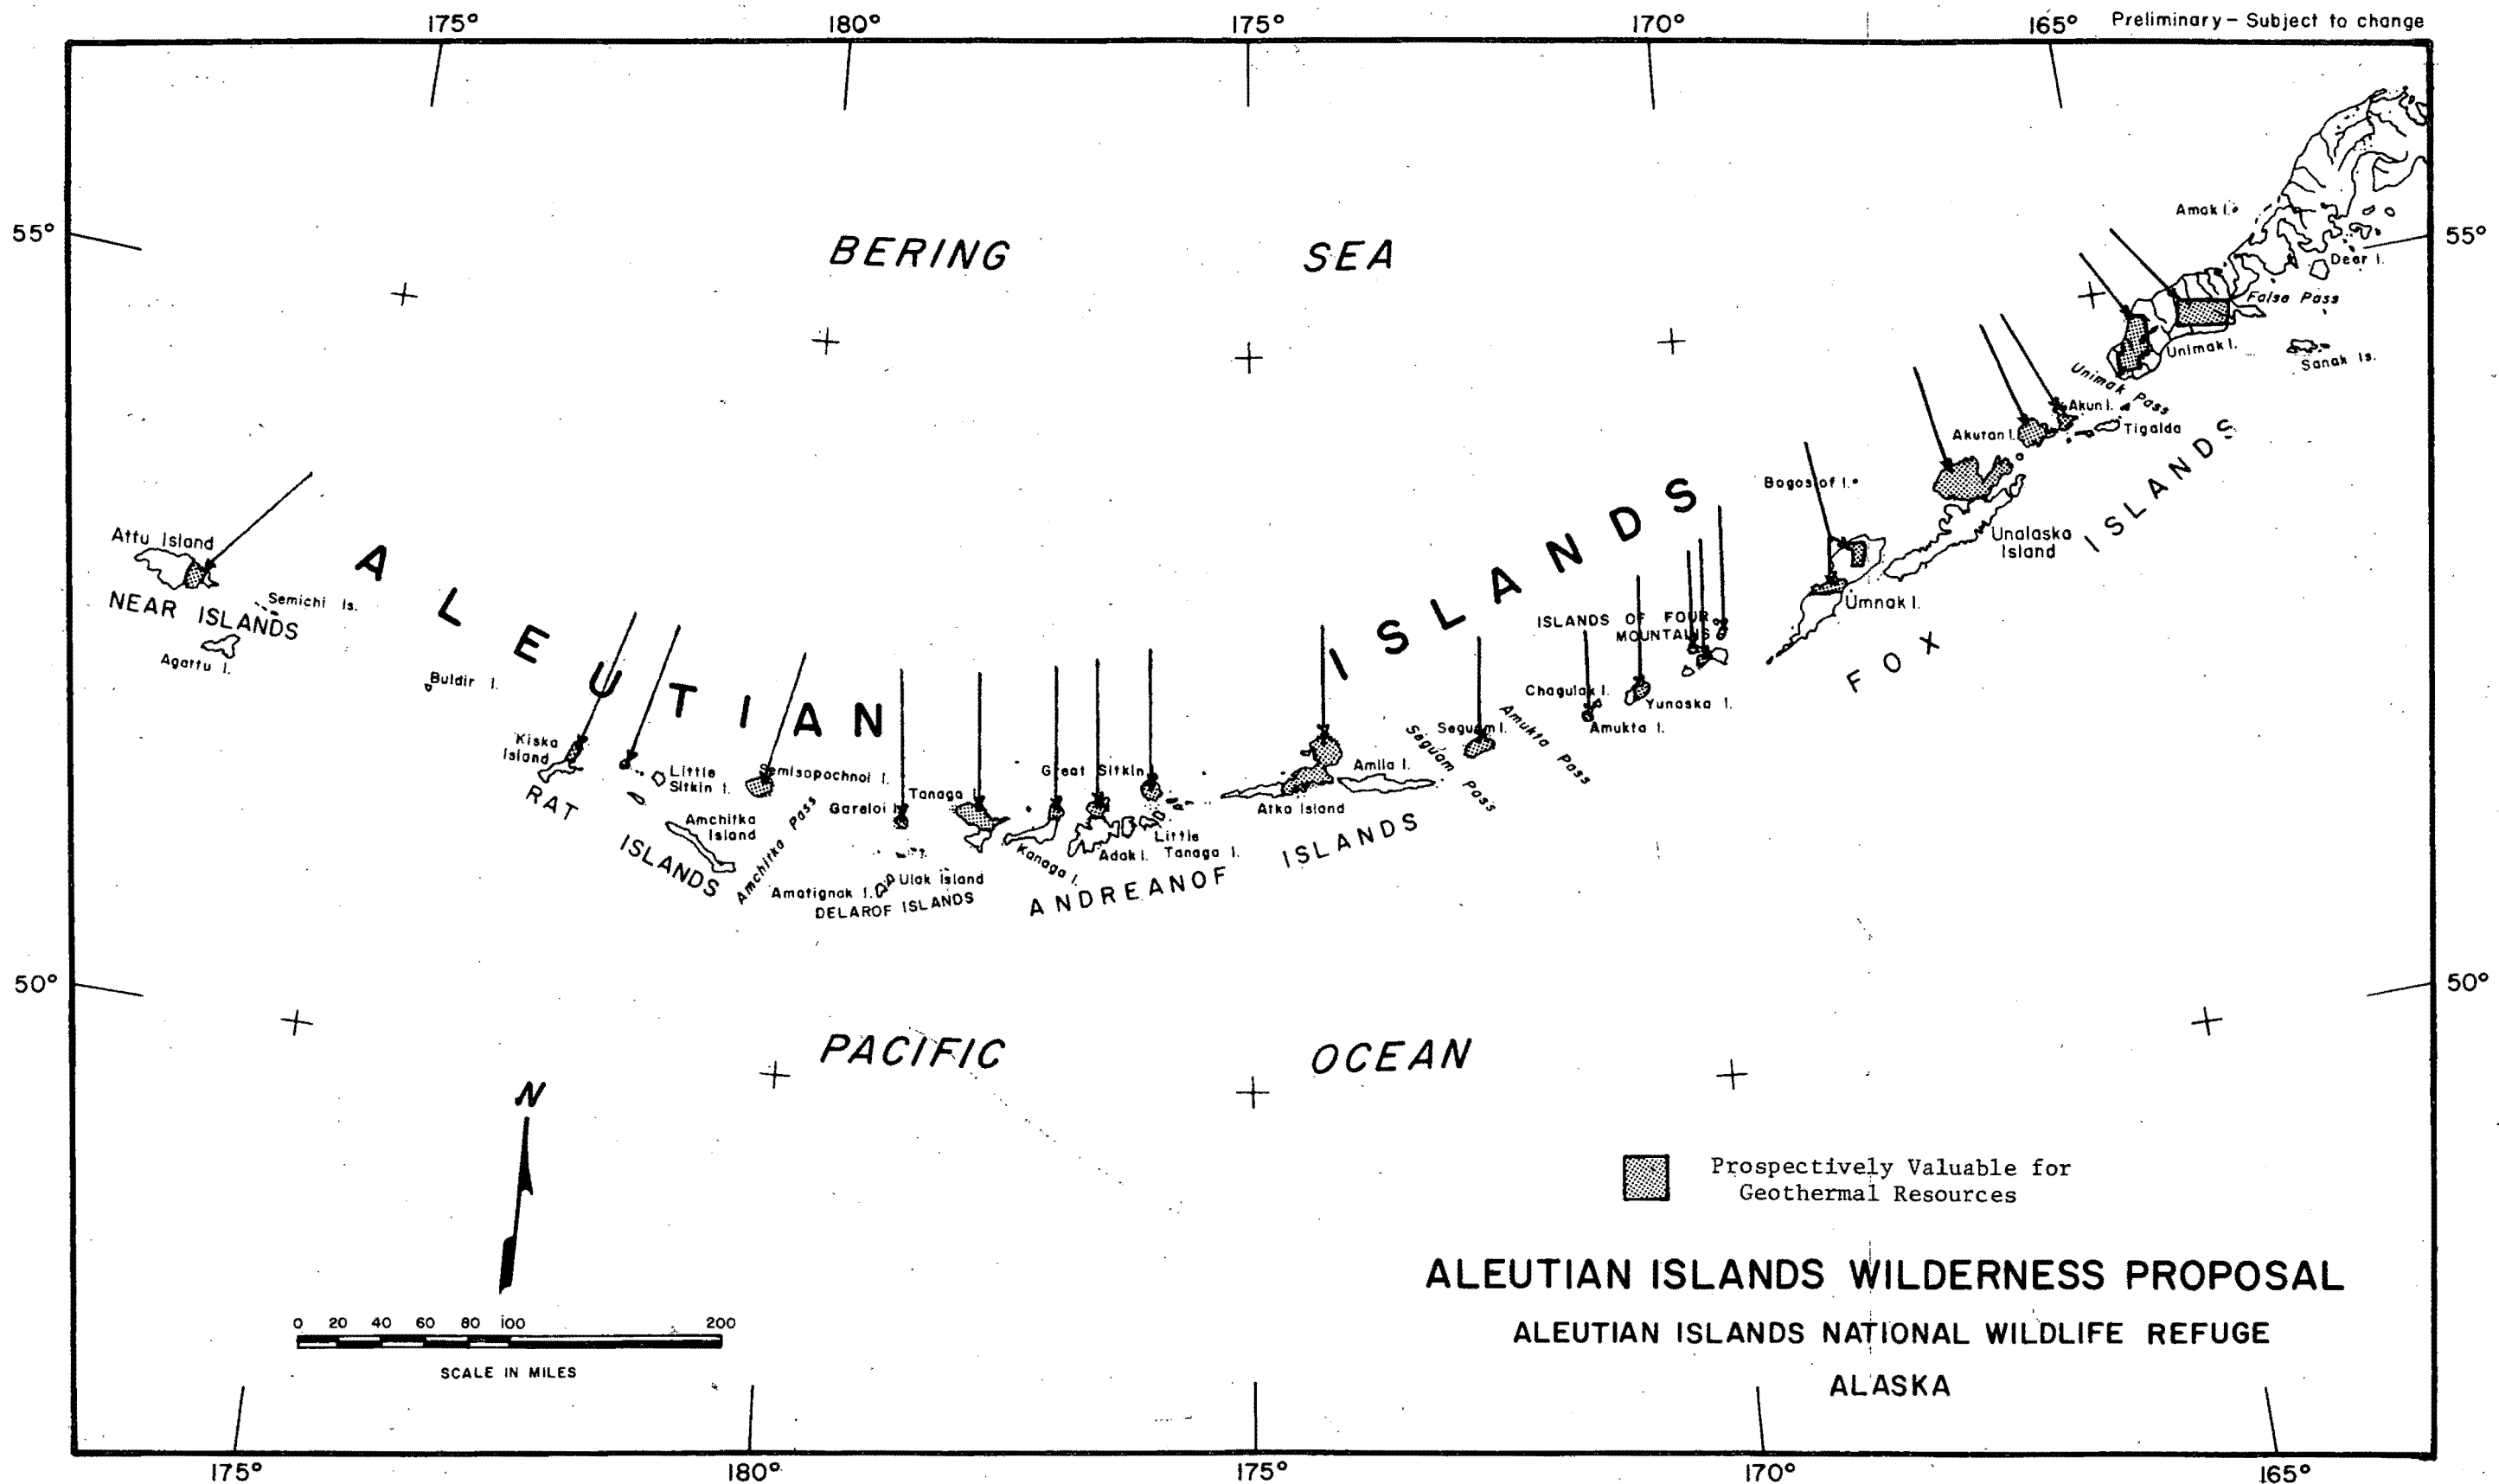 175° 180° 175° 170° 165° Preliminary – Subject to change
55°
BERING SEA
55°
Amak I.
Deer I.
False Pass
Unimak I.
Sanak Is.
Unimak Pass
Akun I.
Akutan I.
Tigalda
Bogoslof I.
Unalaska
Island
Umnak I.
FOX ISLANDS
ALEUTIAN ISLANDS
Attu Island
NEAR ISLANDS
Semichi Is.
Agattu I.
Buldir I.
Kiska
Island
RAT ISLANDS
Little
Sitkin I.
Semisopochnoi I.
Amchitka
Island
Amchitka Pass
Gareloi I.
Tanaga
Amatignak I.
Ulak Island
DELAROF ISLANDS
Kanaga I.
Adak I.
Great Sitkin
Little
Tanaga I.
ANDREANOF ISLANDS
Atka Island
Amlia I.
Seguam I.
Seguam Pass
Amukta Pass
Chagulak I.
Amukta I.
Yunaska I.
ISLANDS OF FOUR
MOUNTAINS
50°
50°
PACIFIC OCEAN
N
0 20 40 60 80 100 200
SCALE IN MILES
Prospectively Valuable for
Geothermal Resources
ALEUTIAN ISLANDS WILDERNESS PROPOSAL
ALEUTIAN ISLANDS NATIONAL WILDLIFE REFUGE
ALASKA
175° 180° 175° 170° 165°